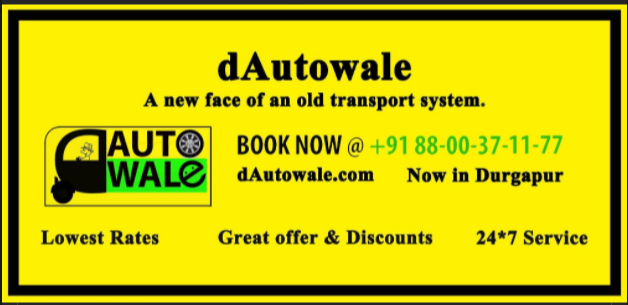 dAutowale
A new face of an old transport system.
AUTO
WALe
BOOK NOW @ +91 88-00-37-11-77
dAutowale.com Now in Durgapur
Lowest Rates Great offer & Discounts 24*7 Service